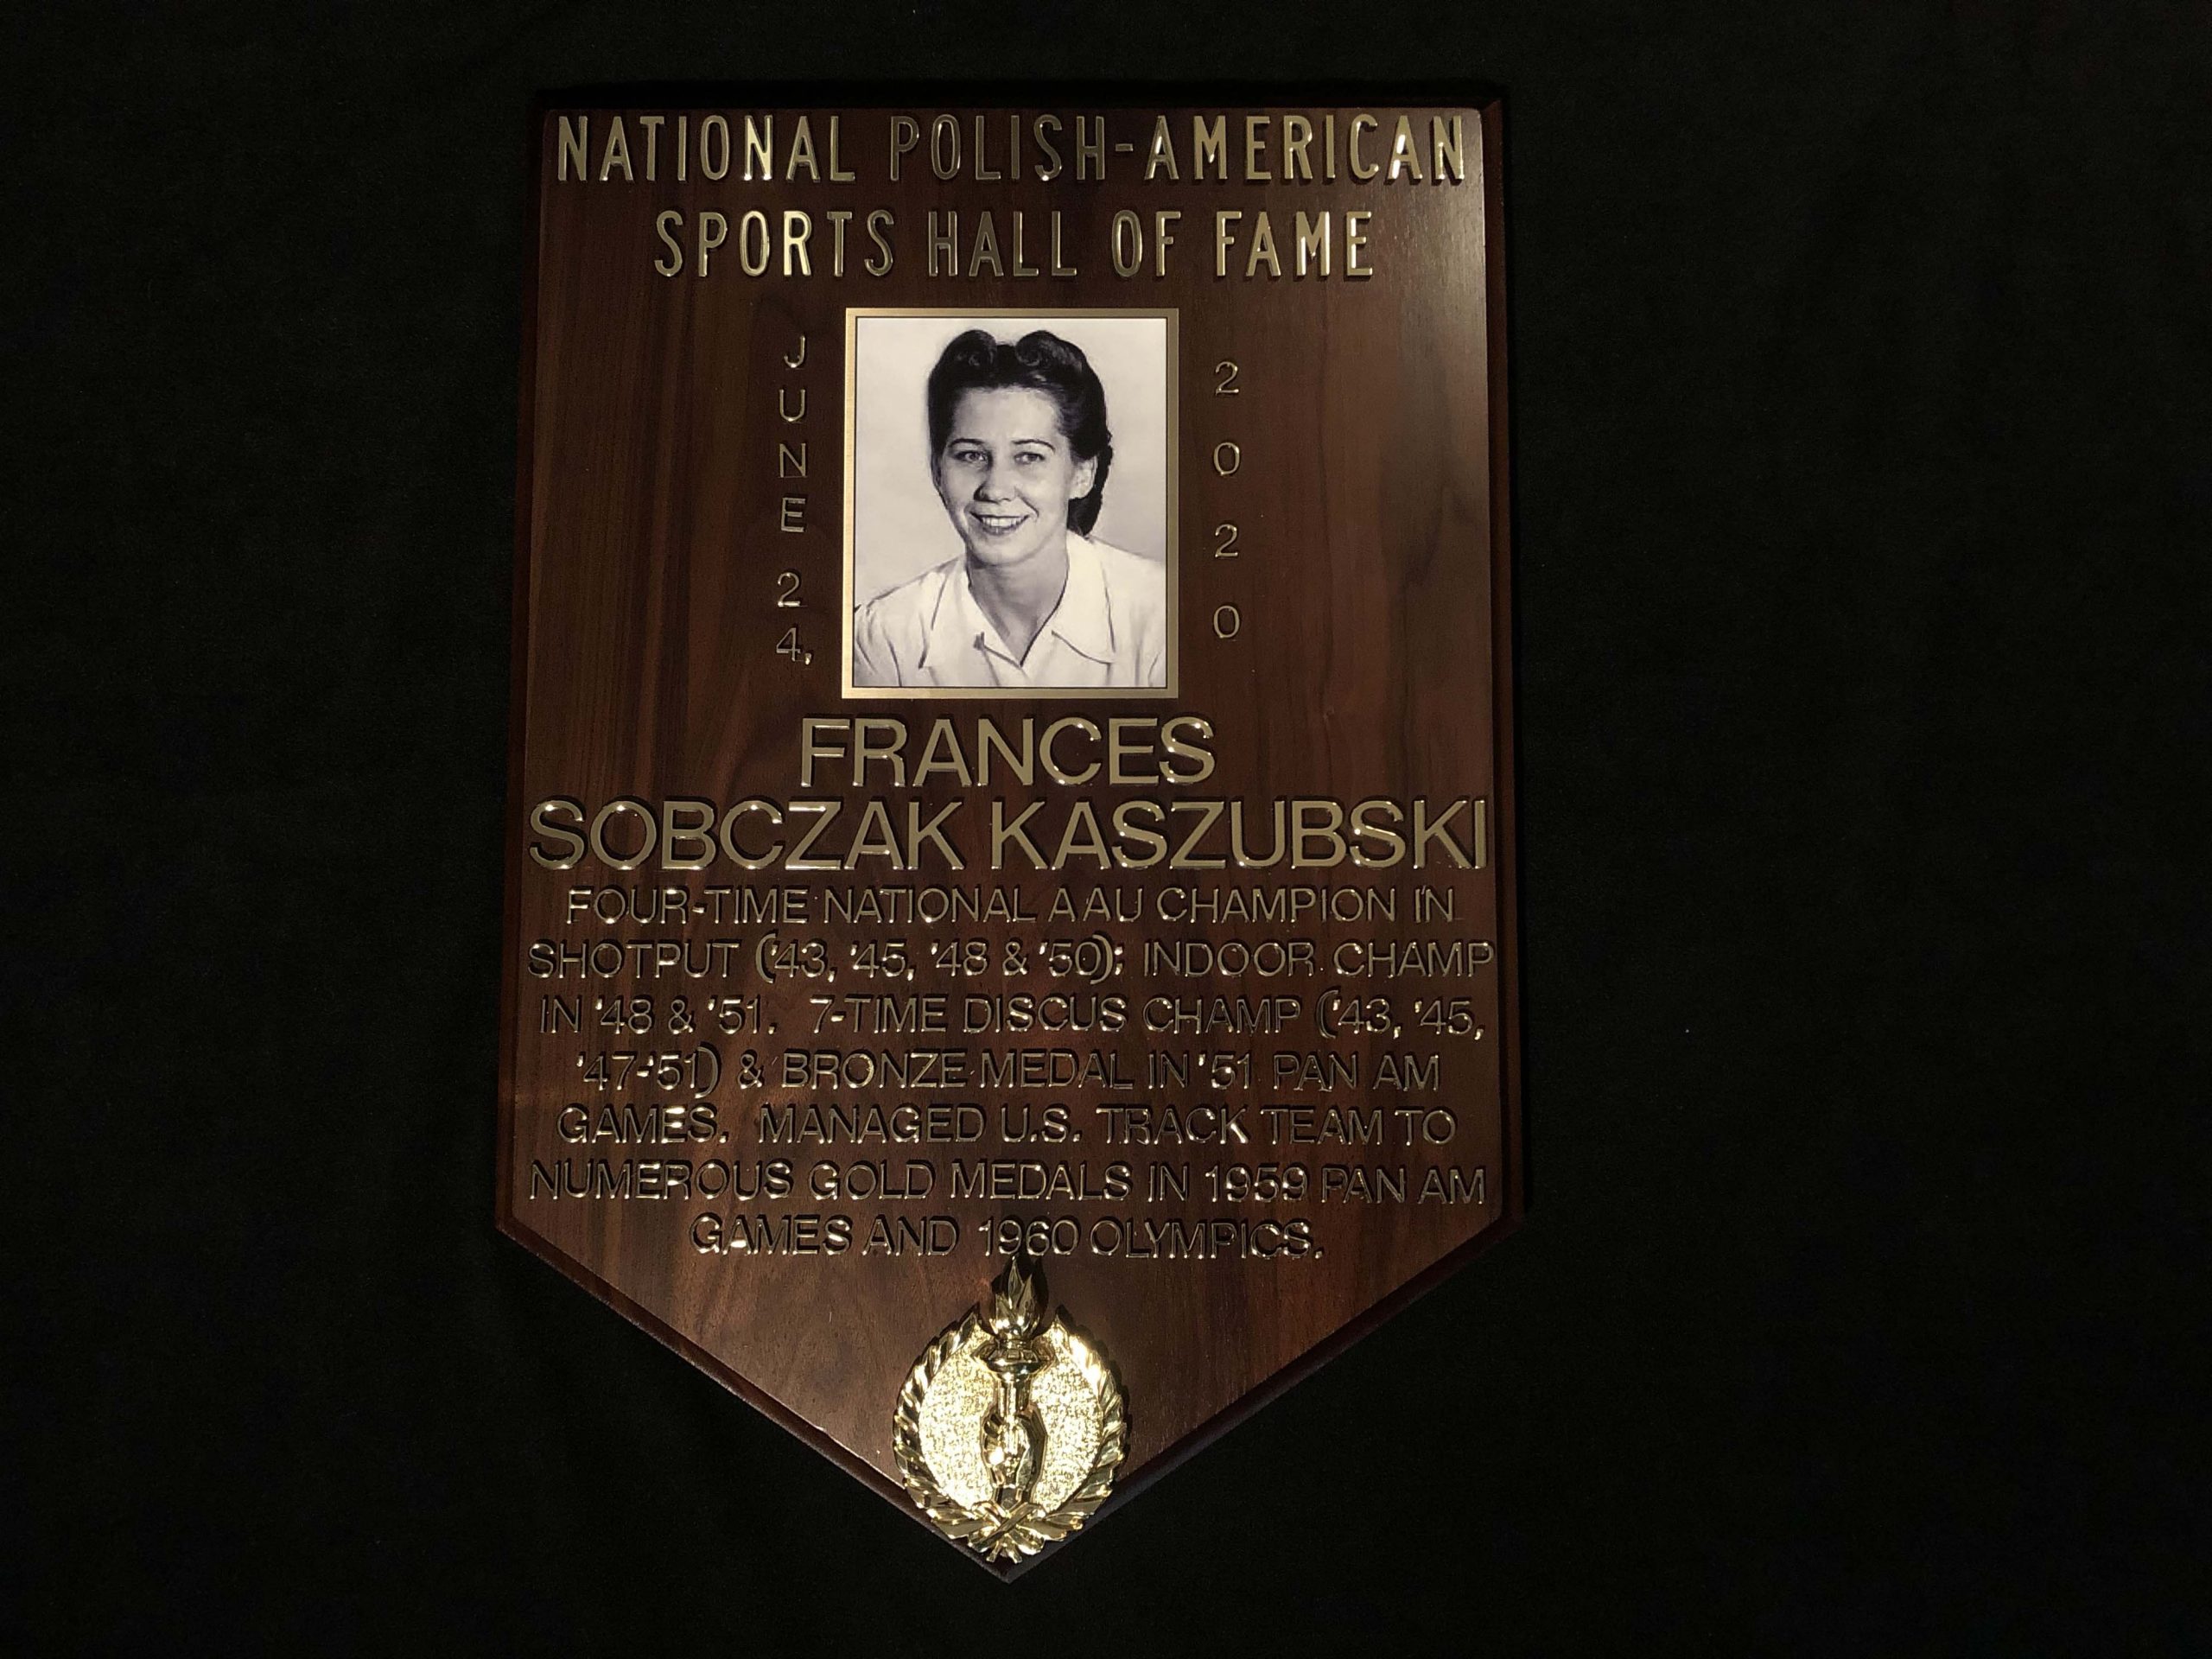 NATIONAL POLISH-AMERICAN
SPORTS HALL OF FAME
JUNE 24,
2020
FRANCES
SOBCZAK KASZUBSKI
FOUR-TIME NATIONAL AAU CHAMPION IN
SHOTPUT ('43, '45, '48 & '50); INDOOR CHAMP
IN '48 & '51. 7-TIME DISCUS CHAMP ('43, '45,
'47-'51) & BRONZE MEDAL IN '51 PAN AM
GAMES. MANAGED U.S. TRACK TEAM TO
NUMEROUS GOLD MEDALS IN 1959 PAN AM
GAMES AND 1960 OLYMPICS.